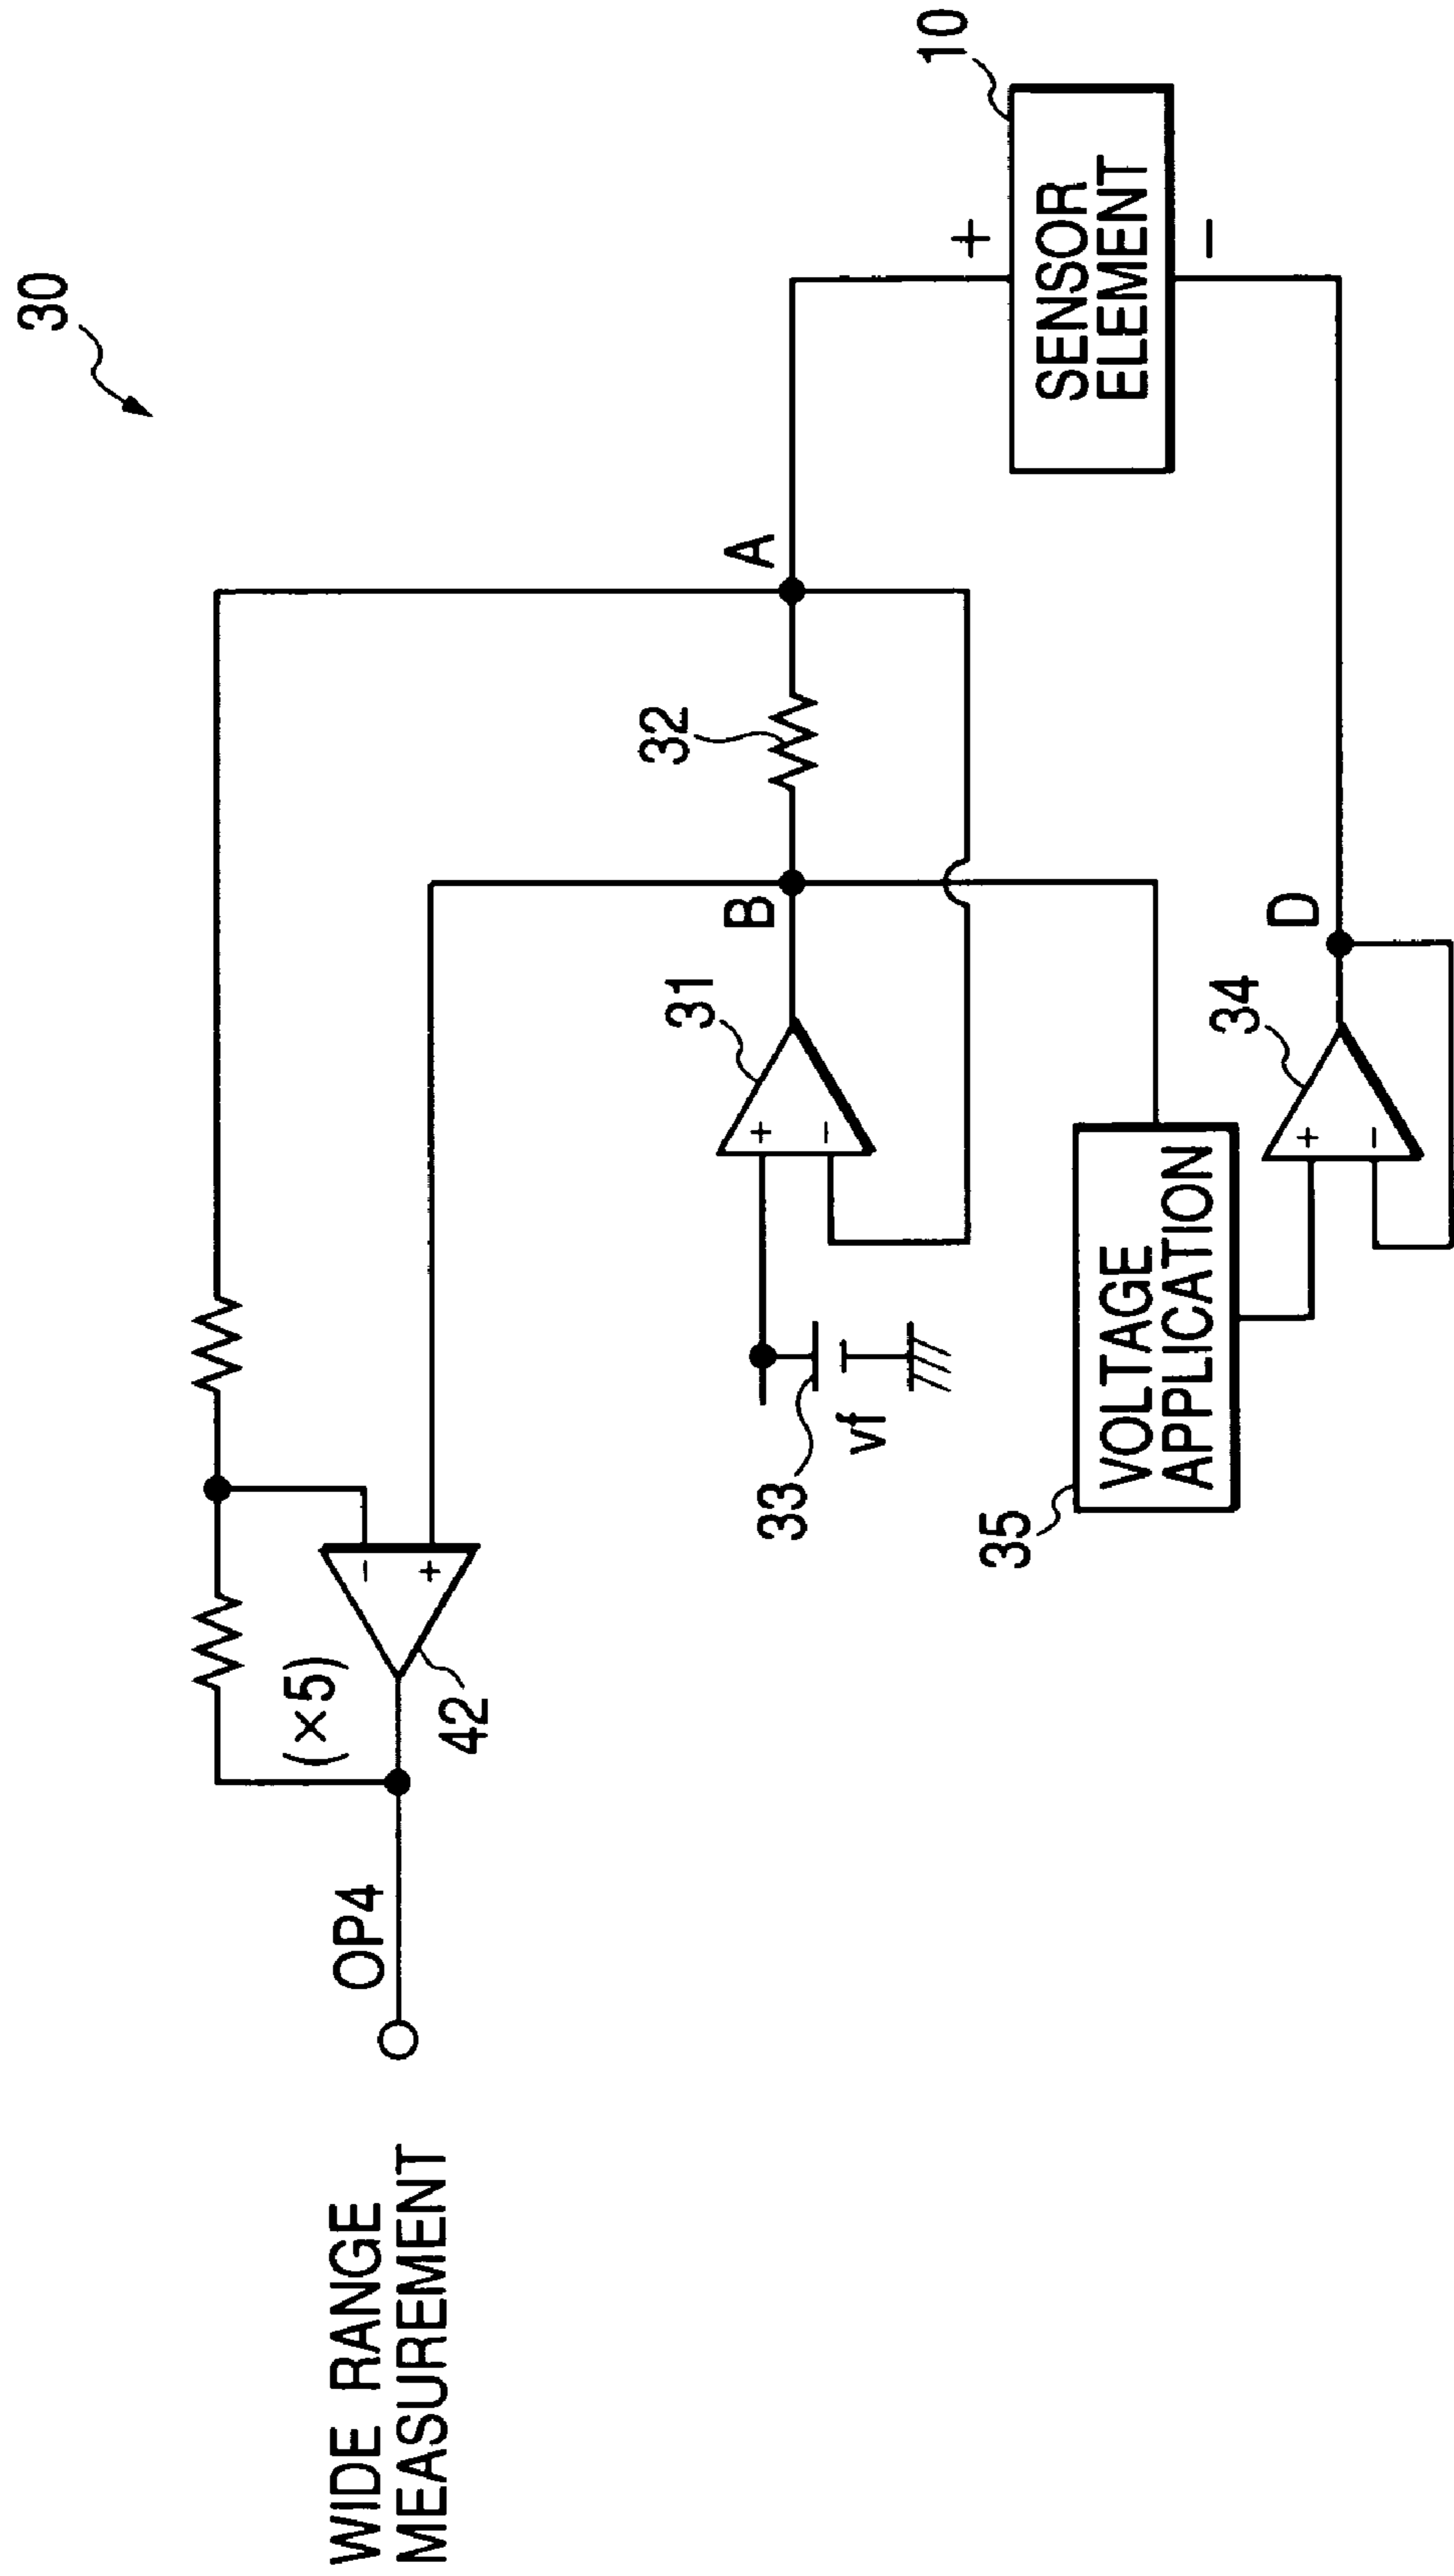 30
10
+
SENSOR
ELEMENT
−
A
32
B
31
+
−
D
34
+
−
33
vf
35
VOLTAGE
APPLICATION
−
+
(×5)
42
OP4
WIDE RANGE
MEASUREMENT